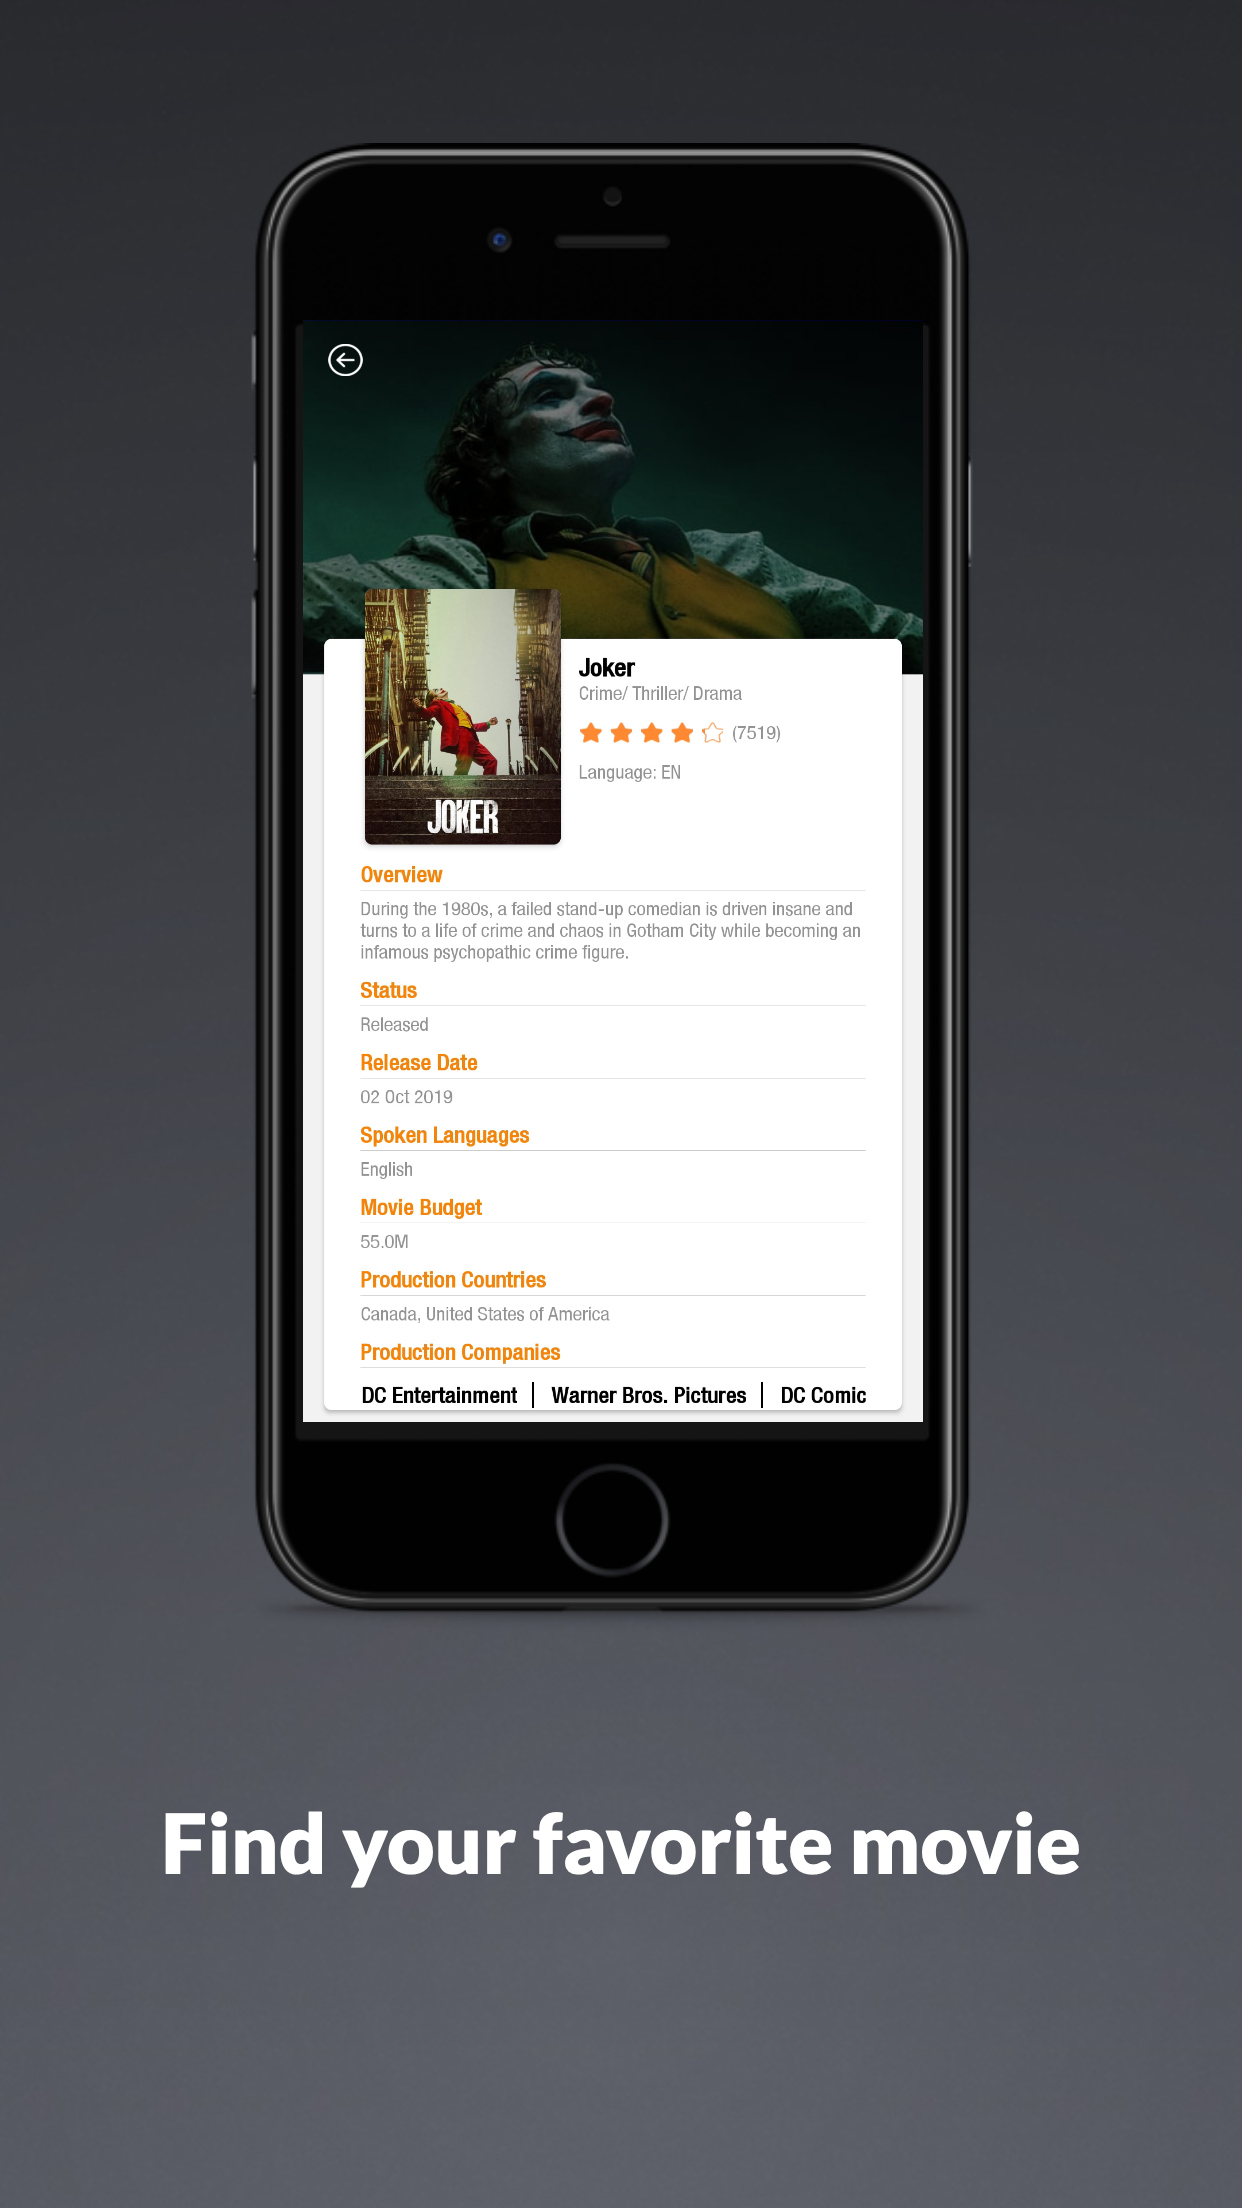 Joker
Crime/ Thriller/ Drama
(7519)
Language: EN
JOKER
Overview
During the 1980s, a failed stand-up comedian is driven insane and
turns to a life of crime and chaos in Gotham City while becoming an
infamous psychopathic crime figure.
Status
Released
Release Date
02 Oct 2019
Spoken Languages
English
Movie Budget
55.0M
Production Countries
Canada, United States of America
Production Companies
DC Entertainment | Warner Bros. Pictures | DC Comic
Find your favorite movie